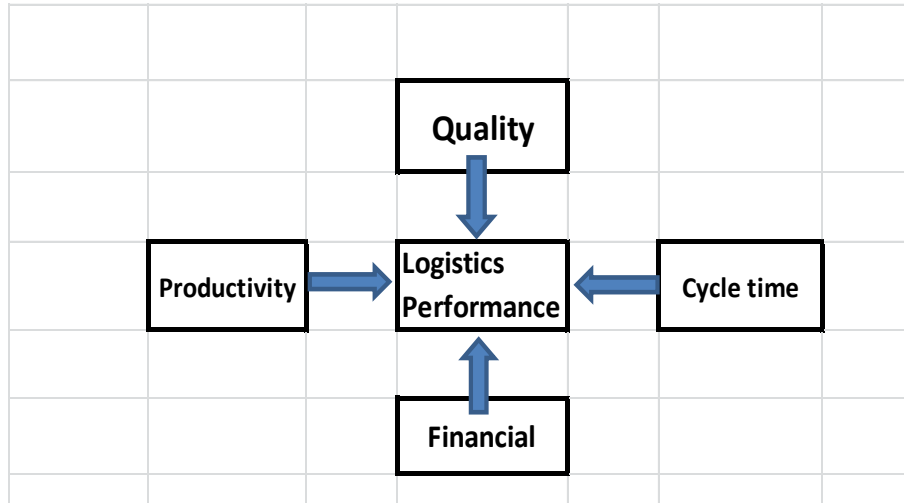 Quality
Productivity
Logistics
Performance
Cycle time
Financial